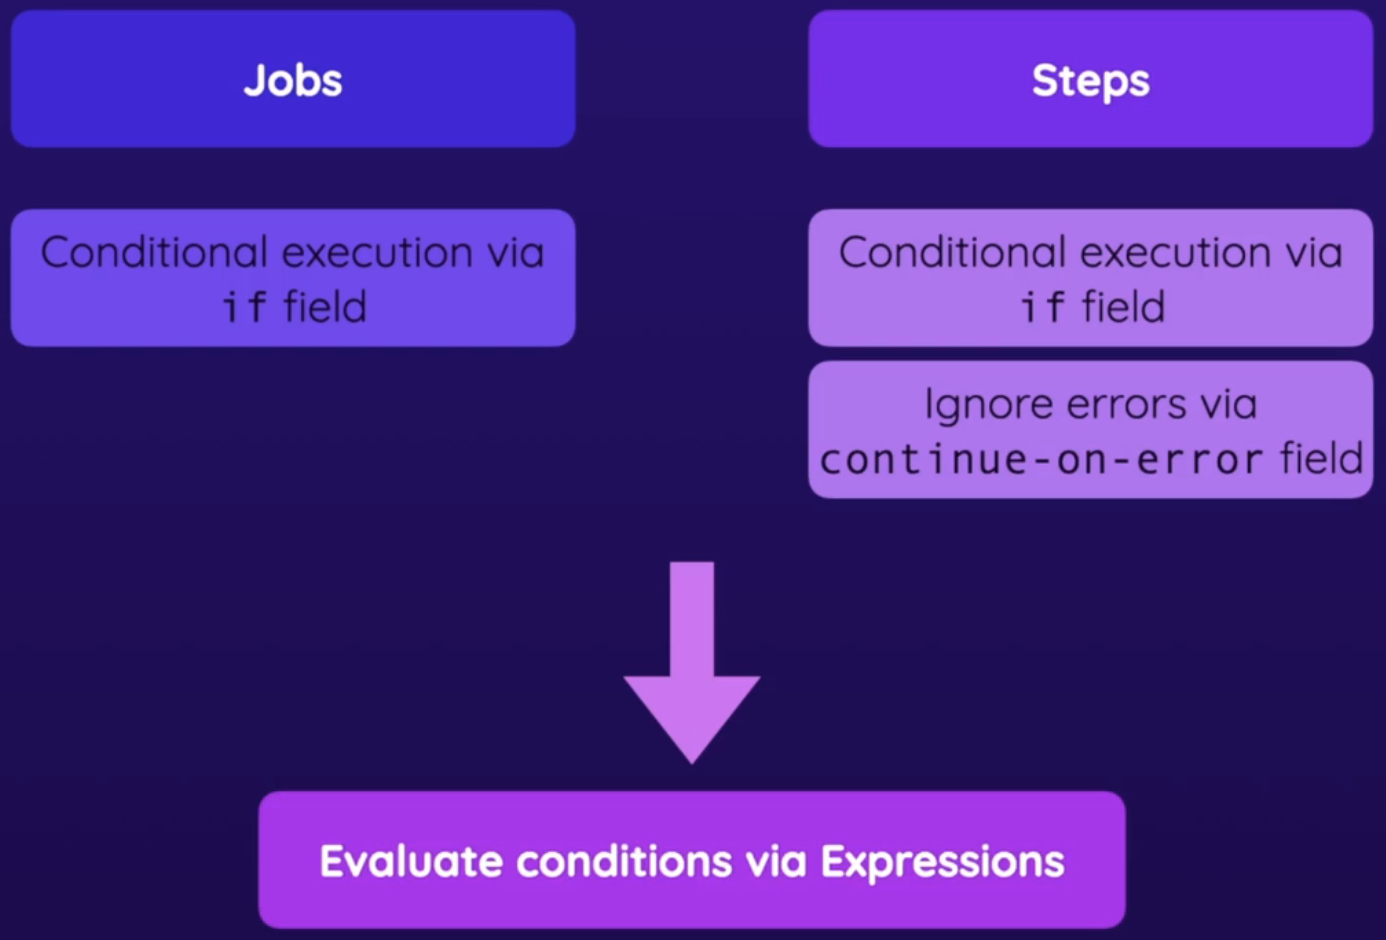 Jobs
Steps
Conditional execution via
if field
Conditional execution via
if field
Ignore errors via
continue-on-error field
Evaluate conditions via Expressions